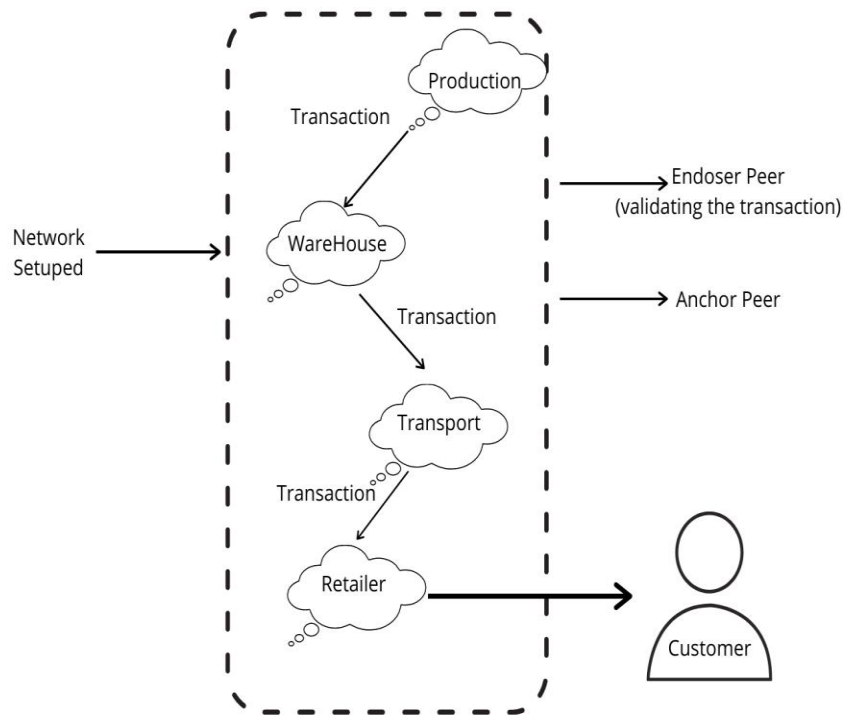 Production
Transaction
Endoser Peer
(validating the transaction)
WareHouse
Network
Setuped
Anchor Peer
Transaction
Transport
Transaction
Retailer
Customer